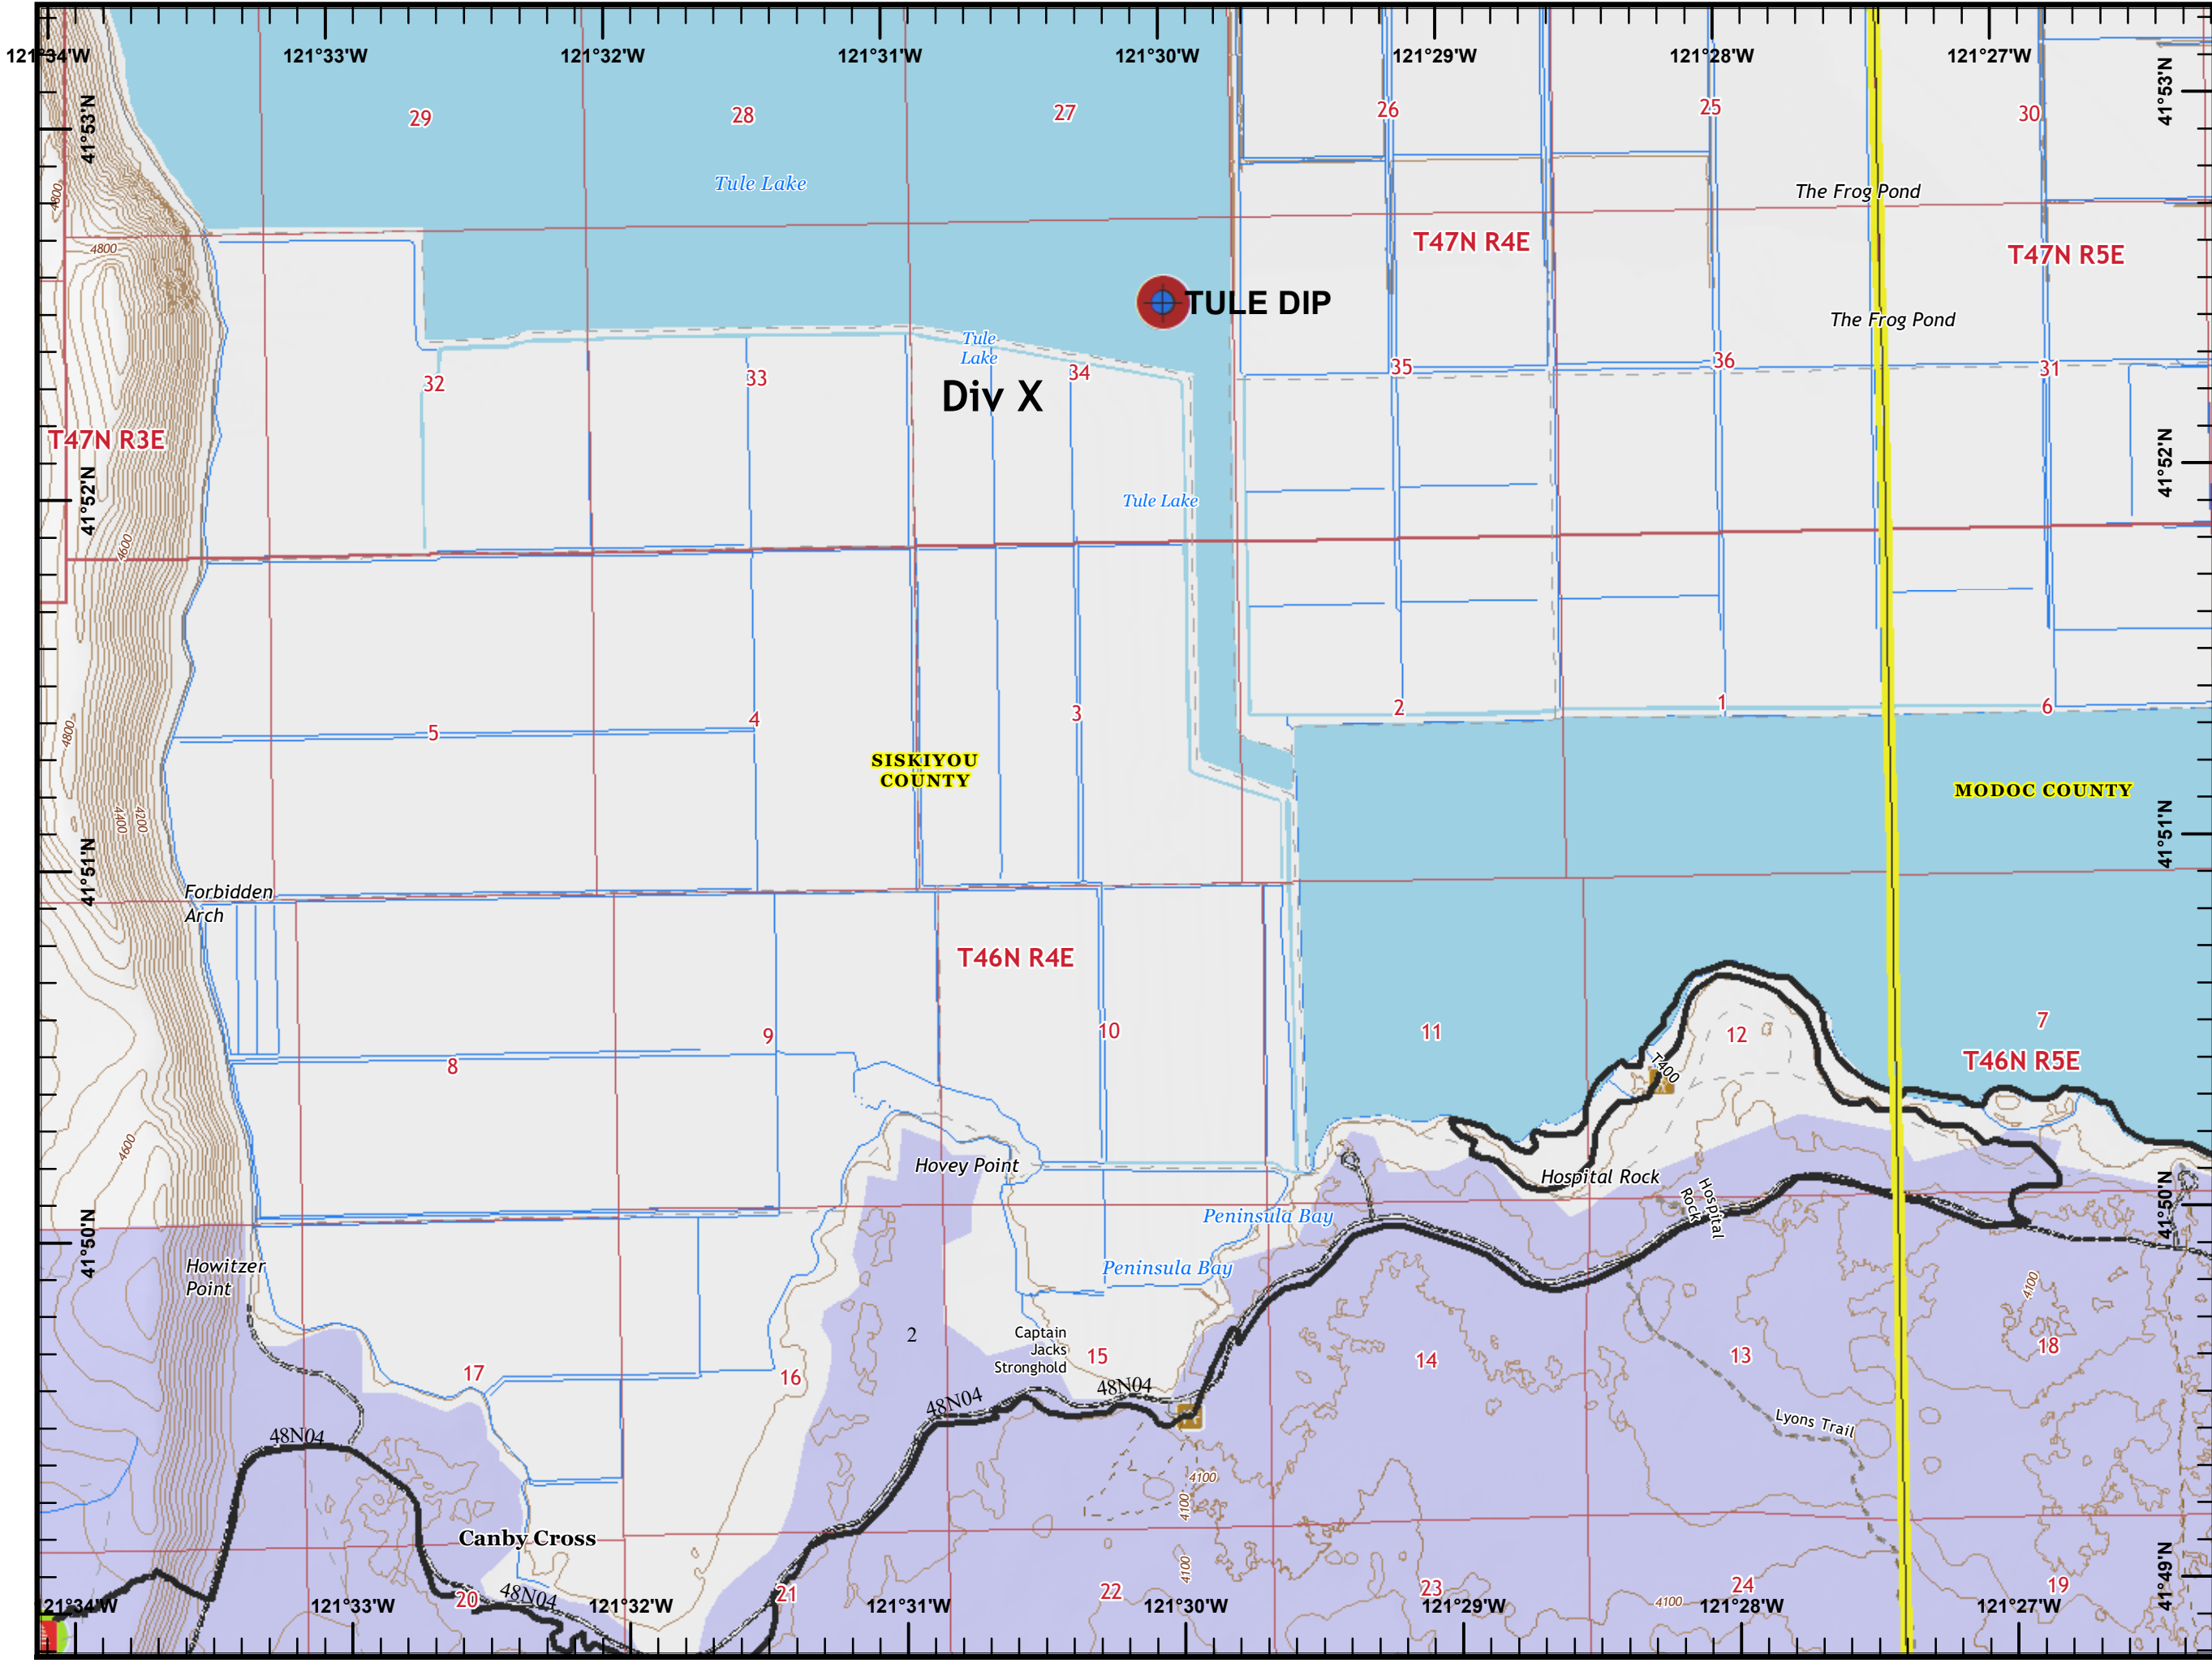 121°34'W
121°33'W
121°32'W
121°31'W
121°30'W
121°29'W
121°28'W
121°27'W
41°53'N
41°53'N
29
28
27
26
25
30
Tule Lake
4800
The Frog Pond
4800
T47N R4E
T47N R5E
TULE DIP
The Frog Pond
Tule
Lake
32
33
34
35
36
31
Div X
T47N R3E
41°52'N
41°52'N
Tule Lake
4600
5
4
3
2
1
6
4800
SISKIYOU
COUNTY
MODOC COUNTY
4400
4200
41°51'N
41°51'N
Forbidden
Arch
T46N R4E
8
9
10
11
12
7
T46N R5E
T400
4600
Hovey Point
Hospital Rock
Hospital
Rock
41°50'N
41°50'N
Peninsula Bay
Howitzer
Point
Peninsula Bay
4100
2
Captain
Jacks
Stronghold
17
16
15
14
13
18
48N04
48N04
48N04
Lyons Trail
4100
4100
Canby Cross
4100
41°49'N
20
48N04
21
22
23
24
19
4100
121°34'W
121°33'W
121°32'W
121°31'W
121°30'W
121°29'W
121°28'W
121°27'W